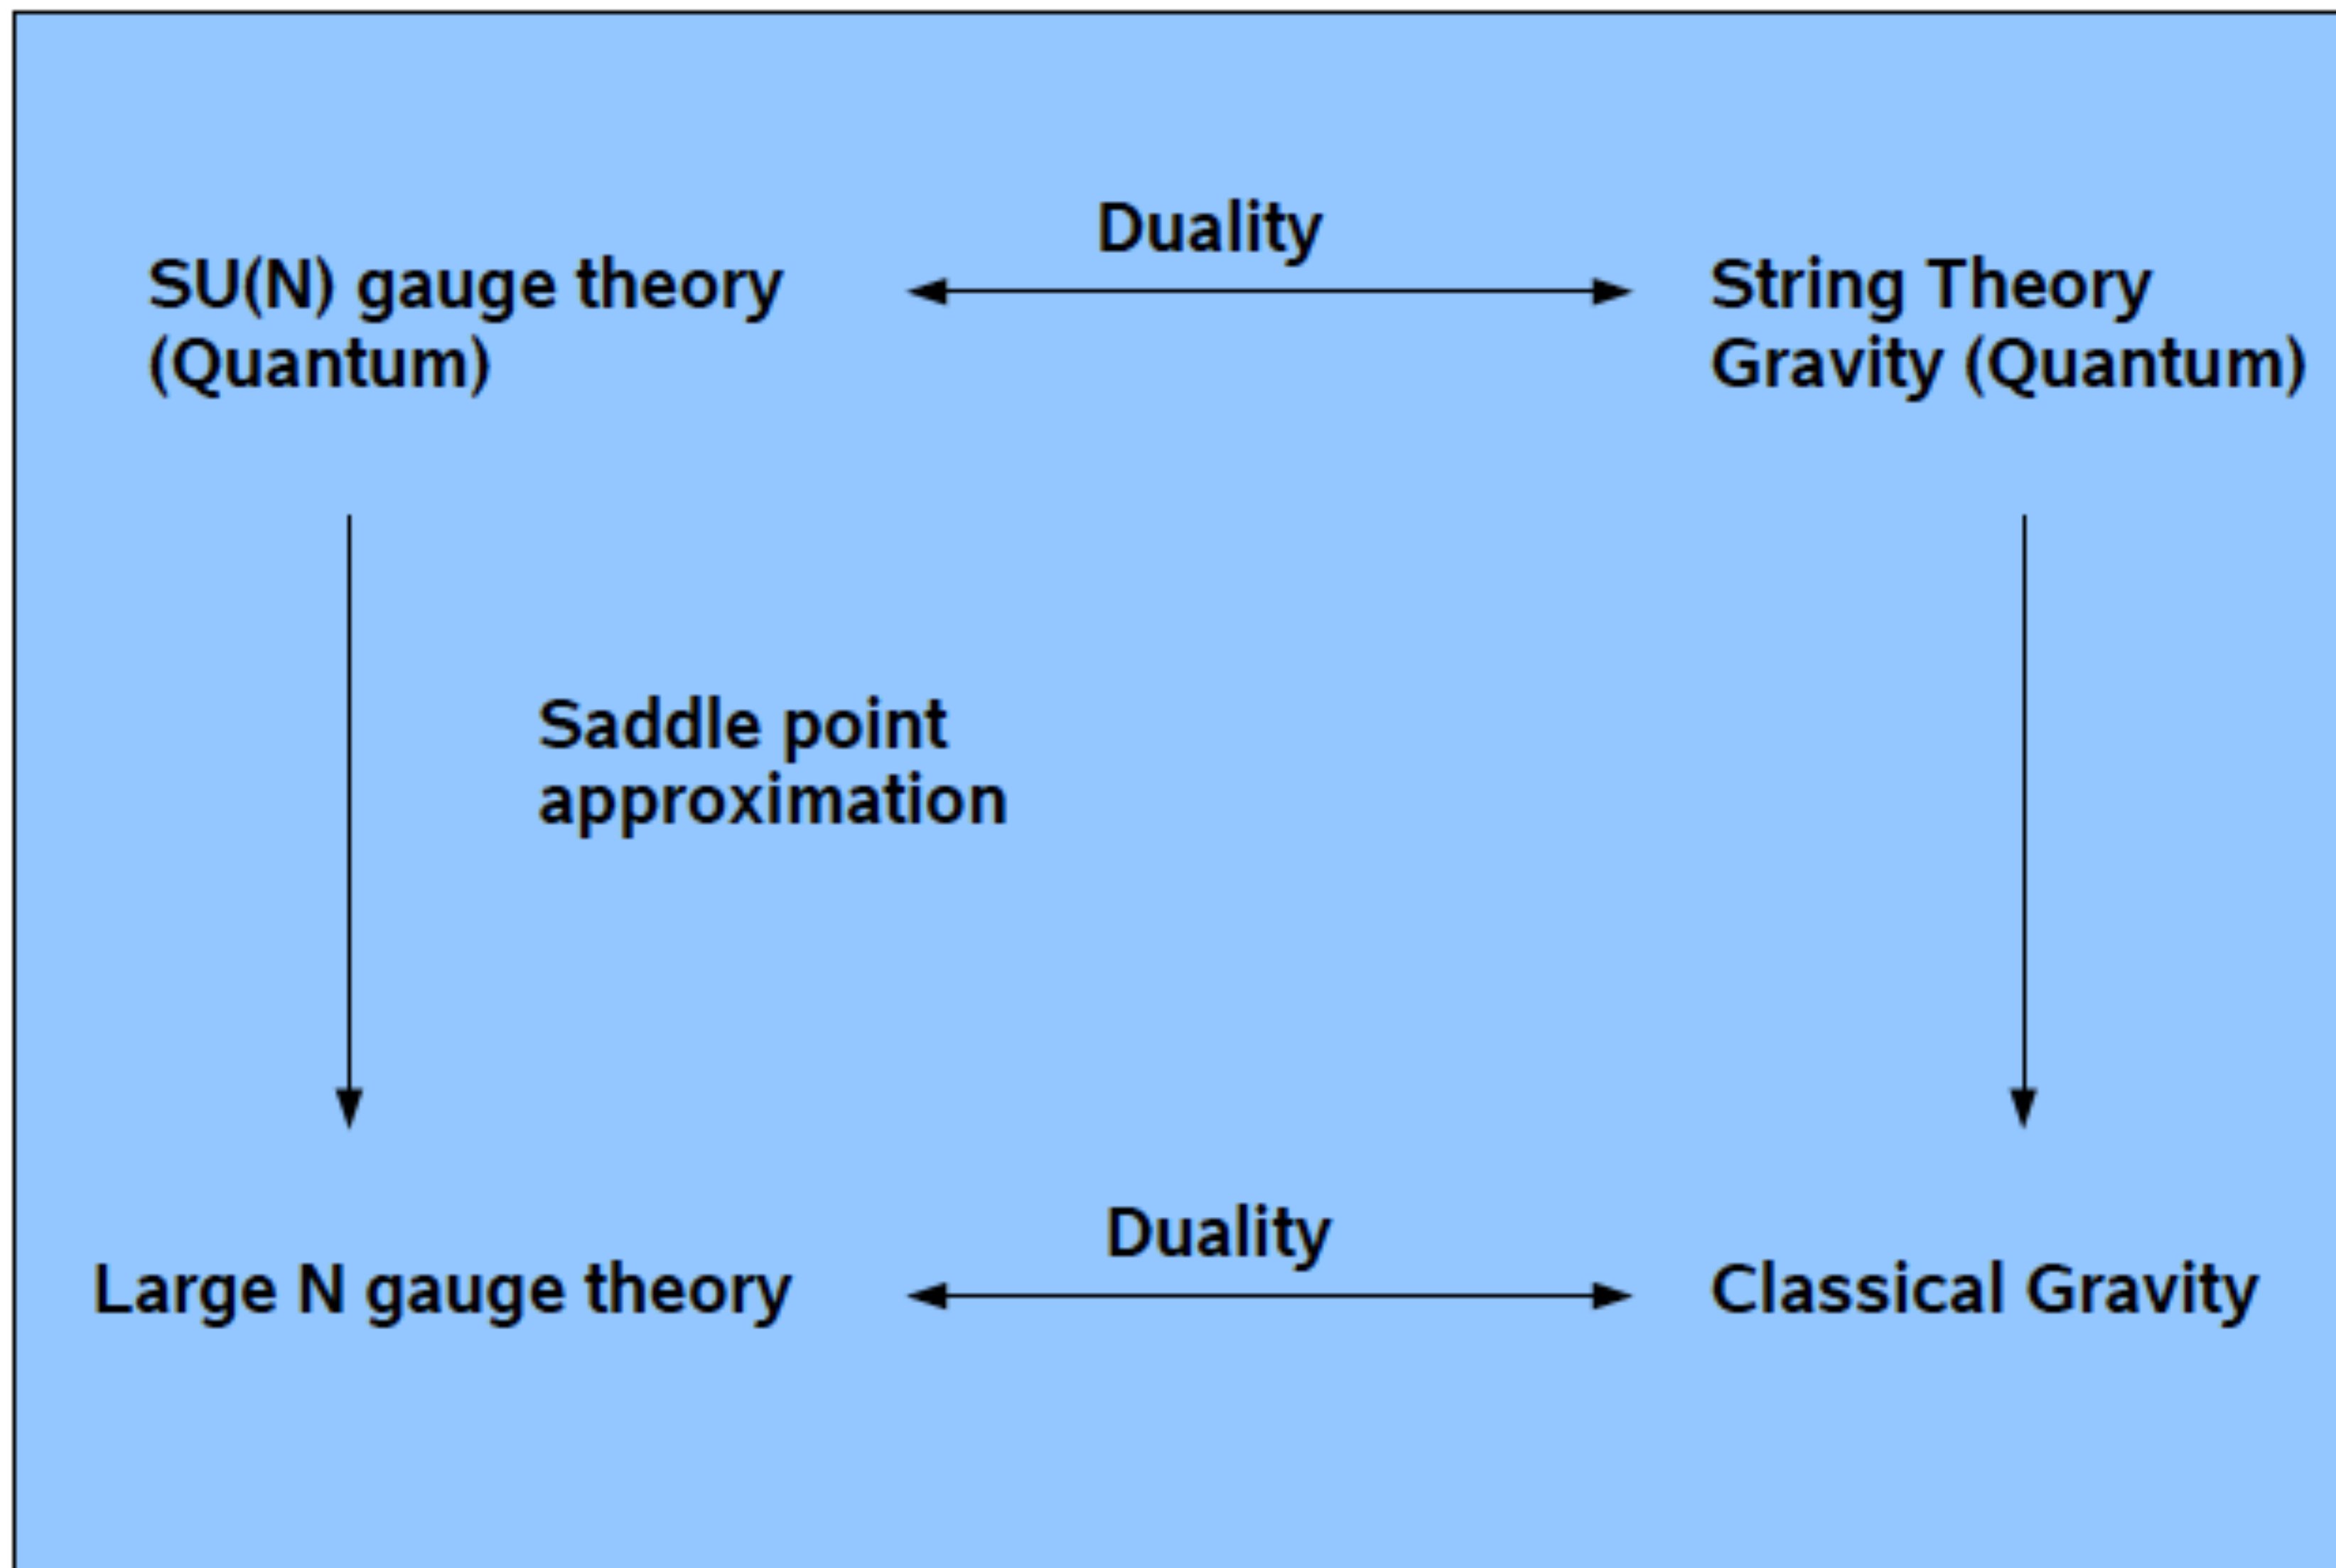 Duality
SU(N) gauge theory
(Quantum)
String Theory
Gravity (Quantum)
Saddle point
approximation
Duality
Large N gauge theory
Classical Gravity